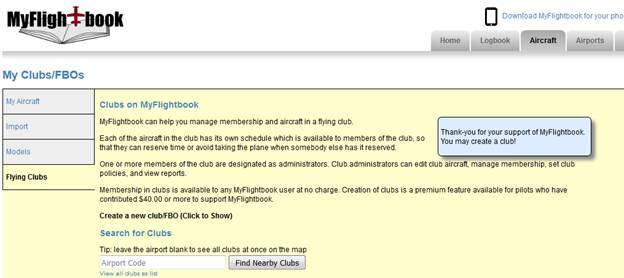 MyFlightbook
Download MyFlightbook for your pho
Home Logbook Aircraft Airports
My Clubs/FBOs
My Aircraft
Import
Models
Flying Clubs
Clubs on MyFlightbook
MyFlightbook can help you manage membership and aircraft in a flying club.
Each of the aircraft in the club has its own schedule which is available to members of the club, so
that they can reserve time or avoid taking the plane when somebody else has it reserved.
Thank-you for your support of MyFlightbook.
You may create a club!
One or more members of the club are designated as administrators. Club administrators can edit club aircraft, manage membership, set club
policies, and view reports.
Membership in clubs is available to any MyFlightbook user at no charge. Creation of clubs is a premium feature available for pilots who have
contributed $40.00 or more to support MyFlightbook.
Create a new club/FBO (Click to Show)
Search for Clubs
Tip: leave the airport blank to see all clubs at once on the map
Airport Code Find Nearby Clubs
View all clubs as list